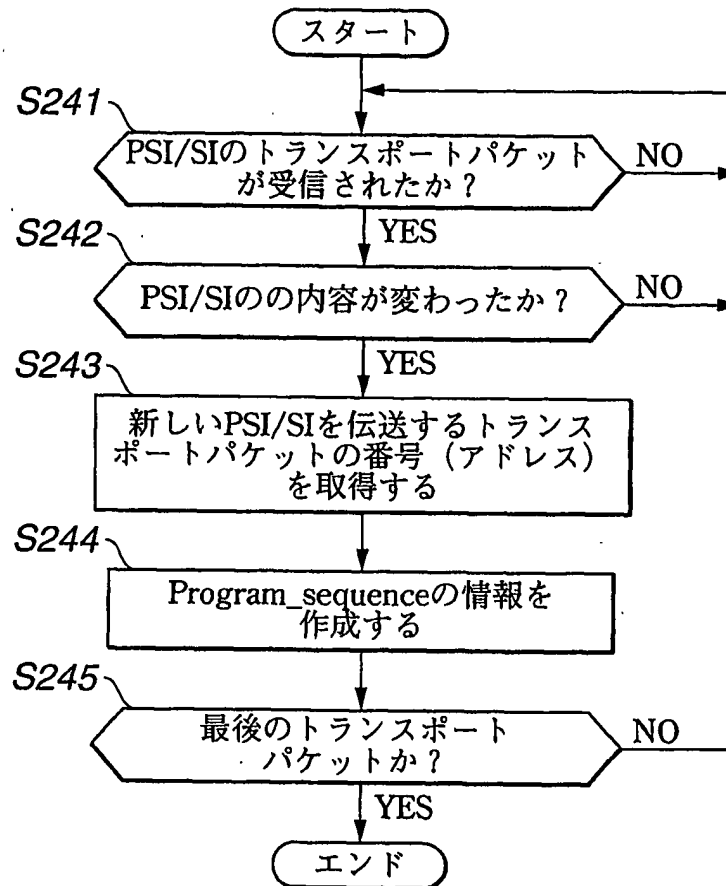 スタート
S241
PSI/SIのトランスポートパケット
が受信されたか？
NO
YES
S242
PSI/SIのの内容が変わったか？
NO
YES
S243
新しいPSI/SIを伝送するトランス
ポートパケットの番号（アドレス）
を取得する
S244
Program_sequenceの情報を
作成する
S245
最後のトランスポート
パケットか？
NO
YES
エンド